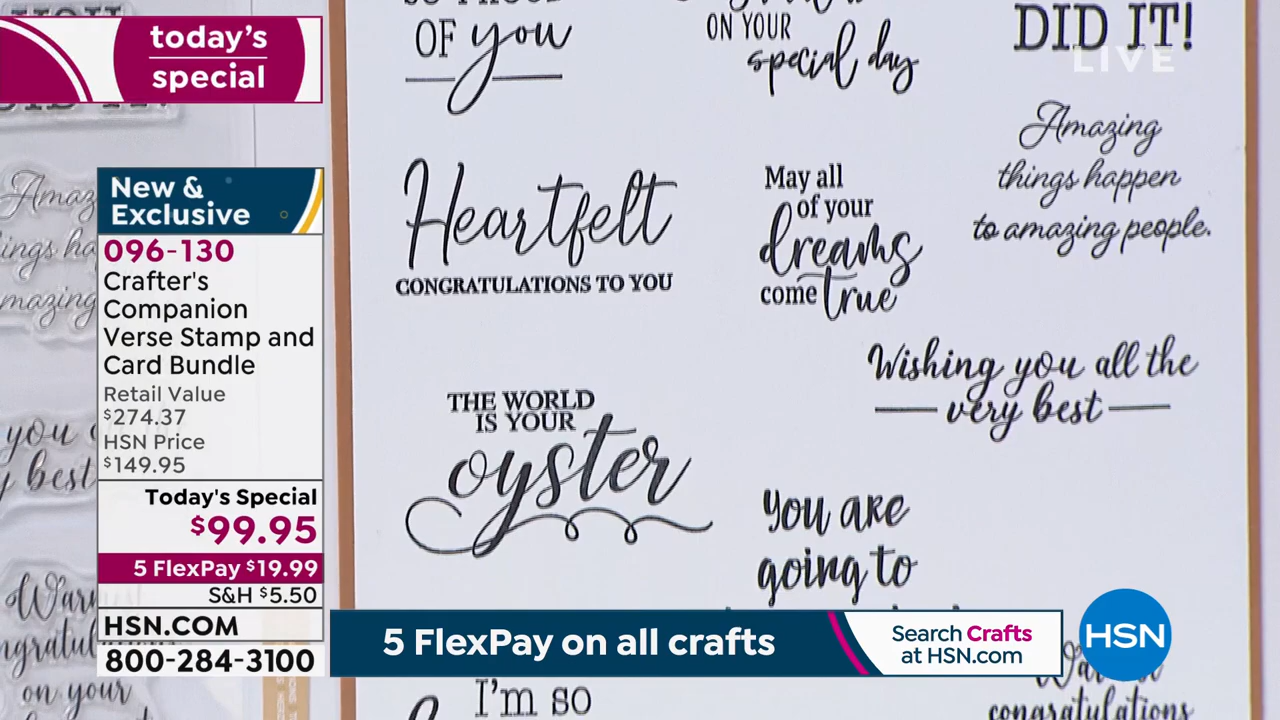 today's
special
New &
Exclusive
096-130
Crafter's
Companion
Verse Stamp and
Card Bundle
Retail Value
$274.37
HSN Price
$149.95
Today's Special
$99.95
5 FlexPay $19.99
S&H $5.50
HSN.COM
800-284-3100
OF you
ON YOUR
special day
DID IT!
LIVE
Heartfelt
CONGRATULATIONS TO YOU
May all
of your
dreams
come true
Amazing
things happen
to amazing people.
THE WORLD
IS YOUR
oyster
Wishing you all the
very best
You are
going to
5 FlexPay on all crafts
Search Crafts
at HSN.com
HSN
I'm so
congratulations
on your